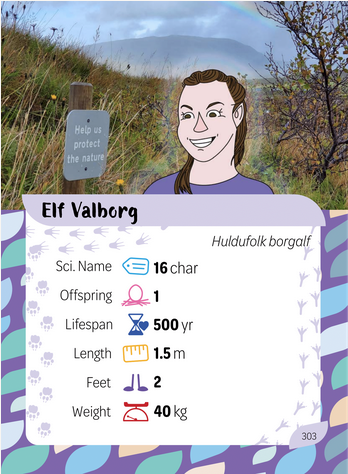 Help us
protect
the nature
Elf Valborg
Huldufolk borgalf
Sci. Name 16 char
Offspring 1
Lifespan 500 yr
Length 1.5 m
Feet 2
Weight 40 kg
303